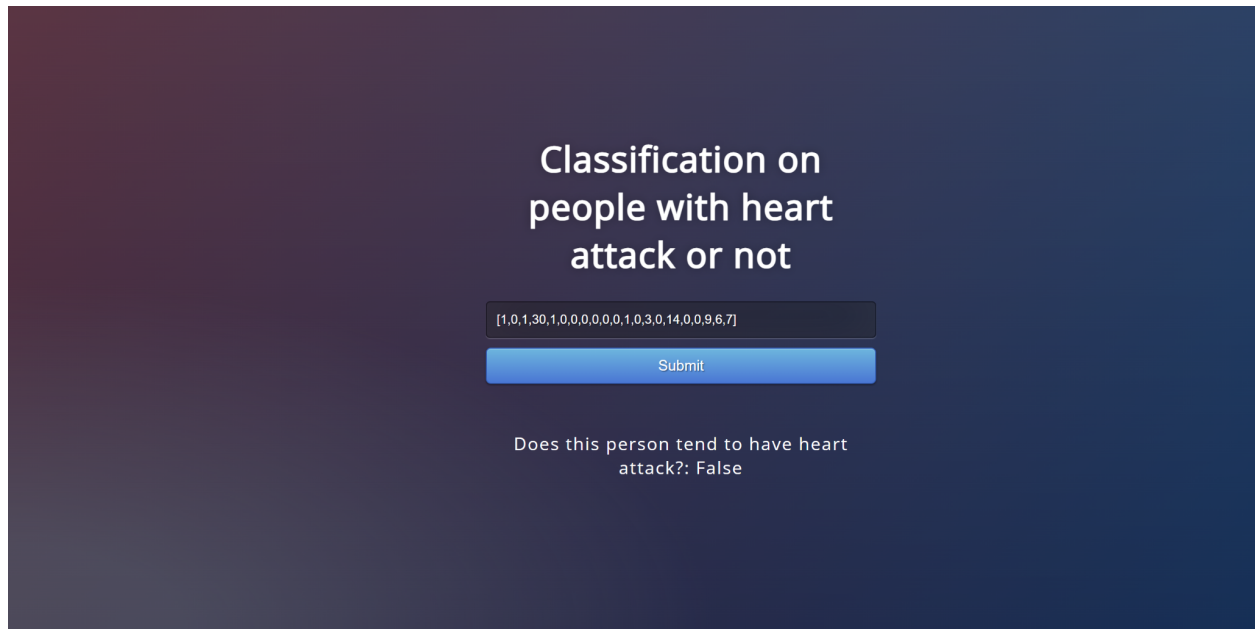 Classification on
people with heart
attack or not
[1,0,1,30,1,0,0,0,0,0,0,1,0,3,0,14,0,0,9,6,7]
Submit
Does this person tend to have heart
attack?: False